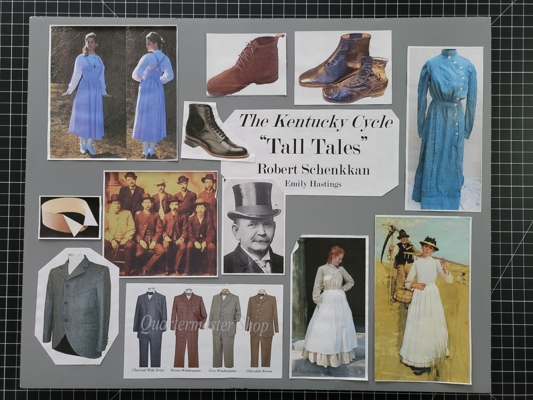 The Kentucky Cycle
“Tall Tales”
Robert Schenkkan
Emily Hastings
Quartermaster Shop
Charcoal Wide Stripe
Brown Windowpane
Grey Windowpane
Chocolate Brown